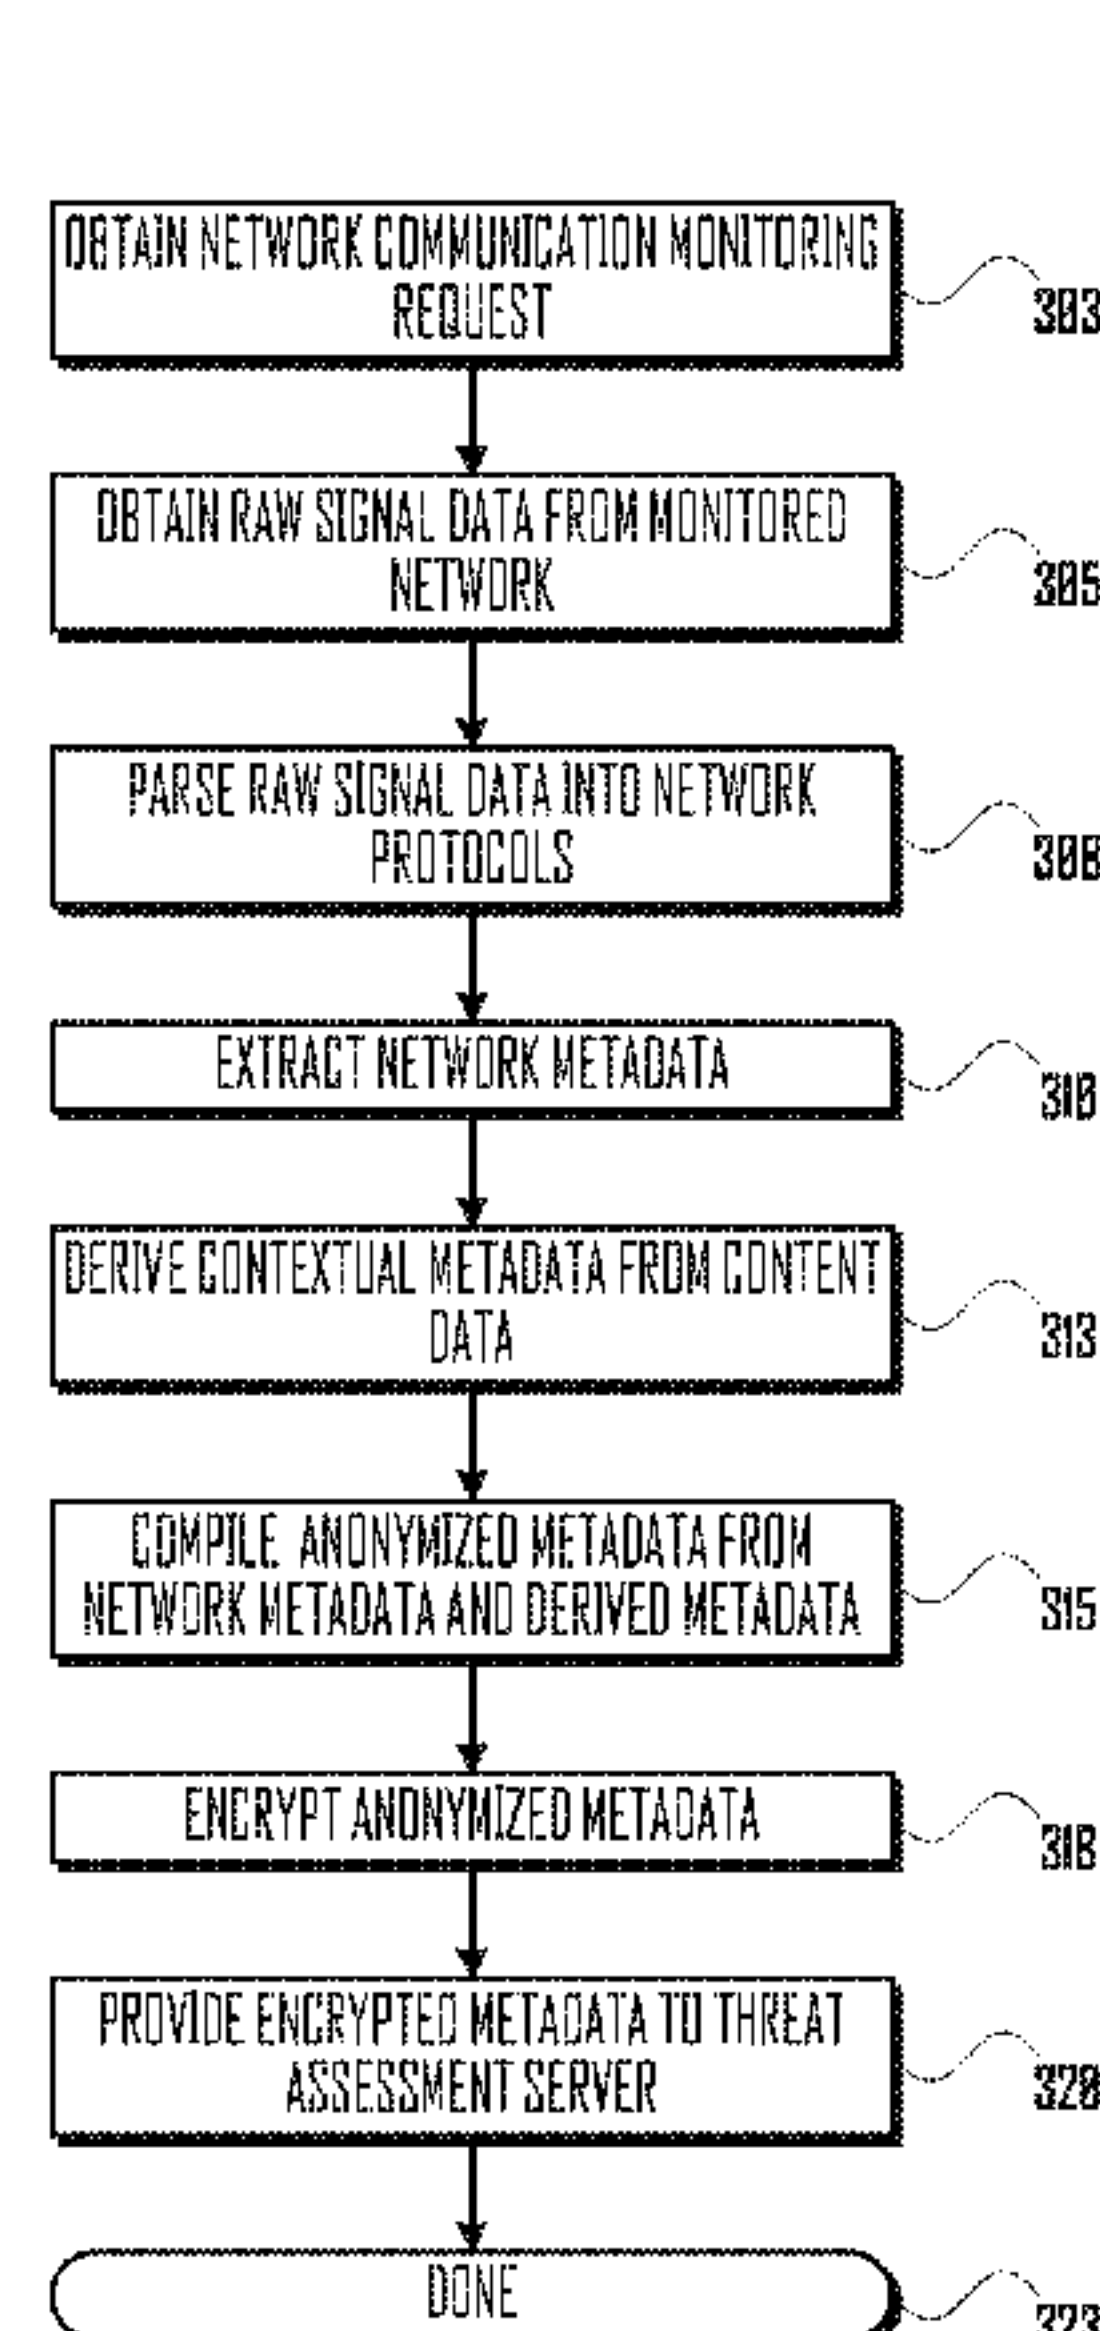 OBTAIN NETWORK COMMUNICATION MONITORING
REQUEST
303
OBTAIN RAW SIGNAL DATA FROM MONITORED
NETWORK
305
PARSE RAW SIGNAL DATA INTO NETWORK
PROTOCOLS
308
EXTRACT NETWORK METADATA
310
DERIVE CONTEXTUAL METADATA FROM CONTENT
DATA
313
COMPILE ANONYMIZED METADATA FROM
NETWORK METADATA AND DERIVED METADATA
315
ENCRYPT ANONYMIZED METADATA
318
PROVIDE ENCRYPTED METADATA TO THREAT
ASSESSMENT SERVER
320
DONE
323